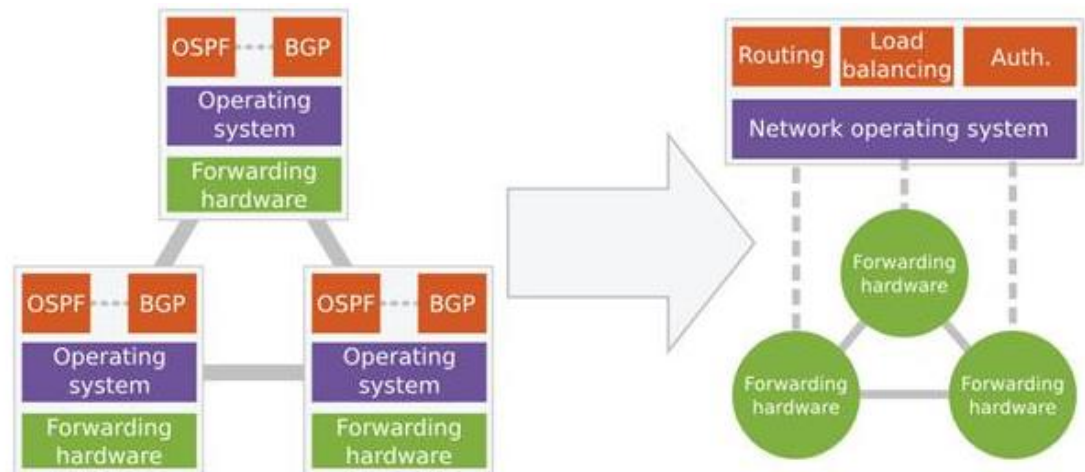 OSPF BGP
Operating
system
Forwarding
hardware
OSPF BGP
Operating
system
Forwarding
hardware
OSPF BGP
Operating
system
Forwarding
hardware
Routing
Load
balancing
Auth.
Network operating system
Forwarding
hardware
Forwarding
hardware
Forwarding
hardware